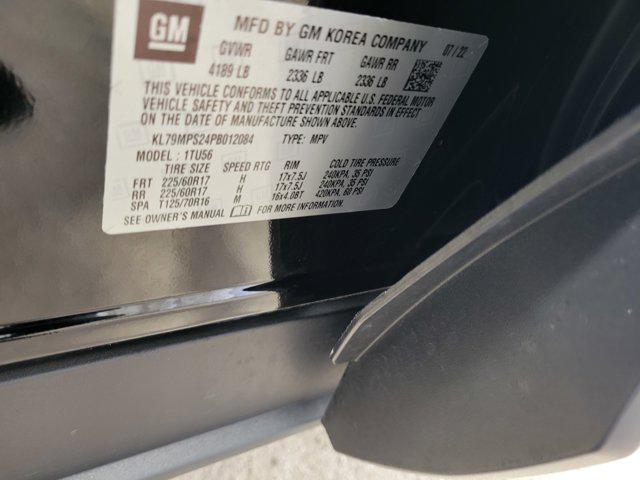 GM
MFD BY GM KOREA COMPANY 07 / 22
GVWR GAWR FRT GAWR RR
4189 LB 2336 LB 2336 LB
THIS VEHICLE CONFORMS TO ALL APPLICABLE U.S. FEDERAL MOTOR
VEHICLE SAFETY AND THEFT PREVENTION STANDARDS IN EFFECT
ON THE DATE OF MANUFACTURE SHOWN ABOVE.
KL79MPS24PB012084 TYPE: MPV
MODEL : 1TU56
TIRE SIZE SPEED RTG RIM COLD TIRE PRESSURE
FRT 225/60R17 H 17x7.5J 240KPA, 35 PSI
RR 225/60R17 H 17x7.5J 240KPA, 35 PSI
SPA T125/70R16 M 16x4.0BT 420KPA, 60 PSI
SEE OWNER'S MANUAL FOR MORE INFORMATION.